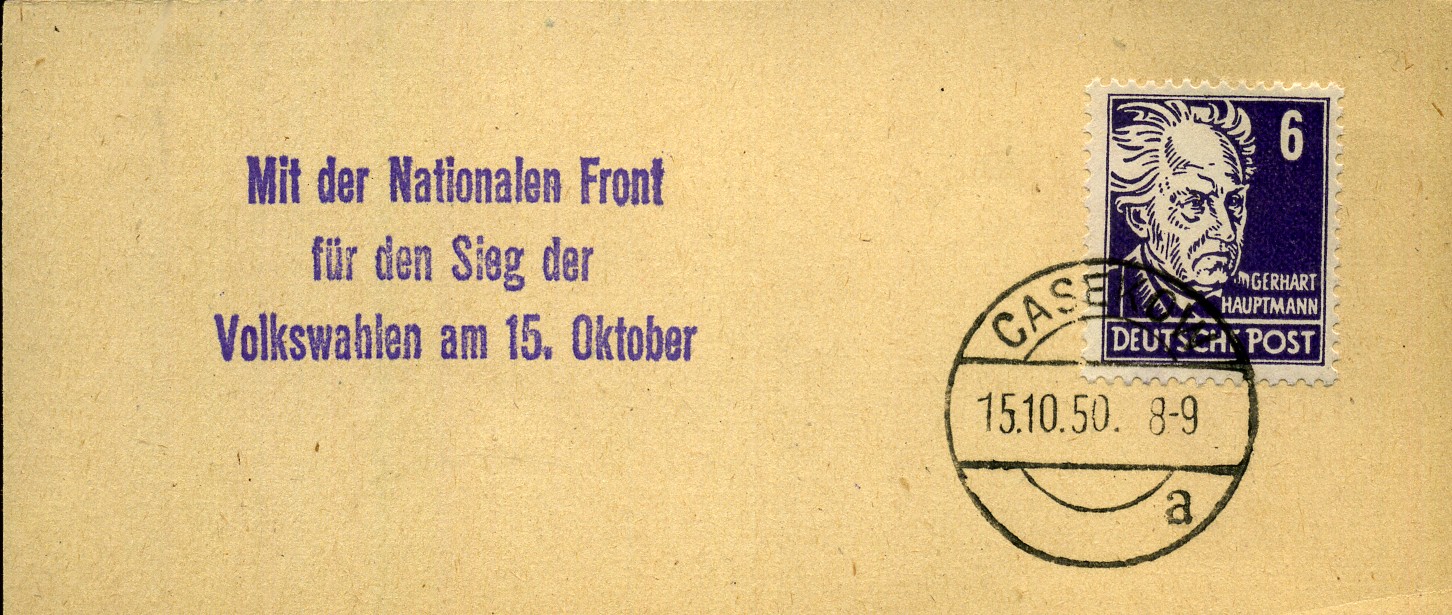 Mit der Nationalen Front
für den Sieg der
Volkswahlen am 15. Oktober
6
GERHART
HAUPTMANN
DEUTSCHE POST
CASEKOW
15.10.50. 8-9
a